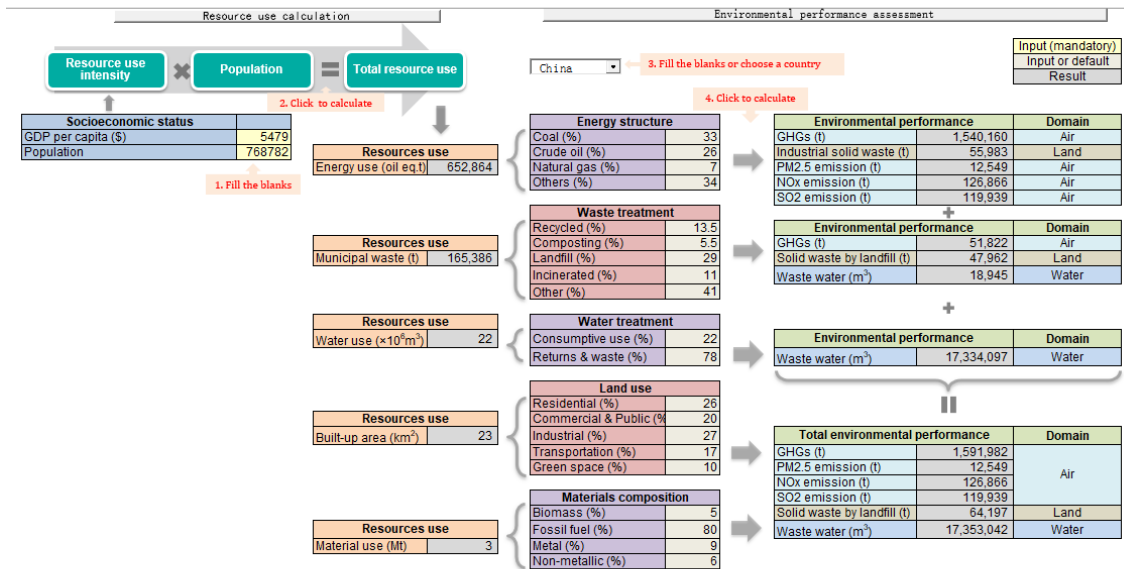 Resource use calculation
Environmental performance assessment
Resource use intensity
Population
Total resource use
2. Click to calculate
China
3. Fill the blanks or choose a country
Input (mandatory)
Input or default
Result
4. Click to calculate
Socioeconomic status
GDP per capita ($) 5479
Population 768782
1. Fill the blanks
Resources use
Energy use (oil eq.t) 652,864
Energy structure
Coal (%) 33
Crude oil (%) 26
Natural gas (%) 7
Others (%) 34
Environmental performance Domain
GHGs (t) 1,540,160 Air
Industrial solid waste (t) 55,983 Land
PM2.5 emission (t) 12,549 Air
NOx emission (t) 126,866 Air
SO2 emission (t) 119,939 Air
+
Resources use
Municipal waste (t) 165,386
Waste treatment
Recycled (%) 13.5
Composting (%) 5.5
Landfill (%) 29
Incinerated (%) 11
Other (%) 41
Environmental performance Domain
GHGs (t) 51,822 Air
Solid waste by landfill (t) 47,962 Land
Waste water (m³) 18,945 Water
+
Resources use
Water use (×10⁶m³) 22
Water treatment
Consumptive use (%) 22
Returns & waste (%) 78
Environmental performance Domain
Waste water (m³) 17,334,097 Water
Resources use
Built-up area (km²) 23
Land use
Residential (%) 26
Commercial & Public (% 20
Industrial (%) 27
Transportation (%) 17
Green space (%) 10
Total environmental performance Domain
GHGs (t) 1,591,982
PM2.5 emission (t) 12,549
NOx emission (t) 126,866
SO2 emission (t) 119,939
Air
Solid waste by landfill (t) 64,197 Land
Waste water (m³) 17,353,042 Water
Resources use
Material use (Mt) 3
Materials composition
Biomass (%) 5
Fossil fuel (%) 80
Metal (%) 9
Non-metallic (%) 6